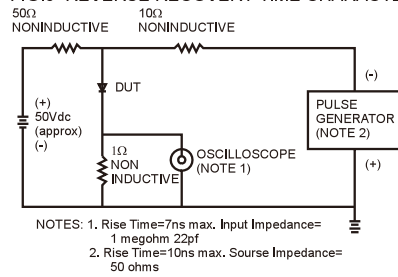 50Ω
NONINDUCTIVE
10Ω
NONINDUCTIVE
DUT
(+)
50Vdc
(approx)
(-)
1Ω
NON
INDUCTIVE
OSCILLOSCOPE
(NOTE 1)
(-)
PULSE
GENERATOR
(NOTE 2)
(+)
NOTES: 1. Rise Time=7ns max. Input Impedance=
1 megohm 22pf
2. Rise Time=10ns max. Sourse Impedance=
50 ohms